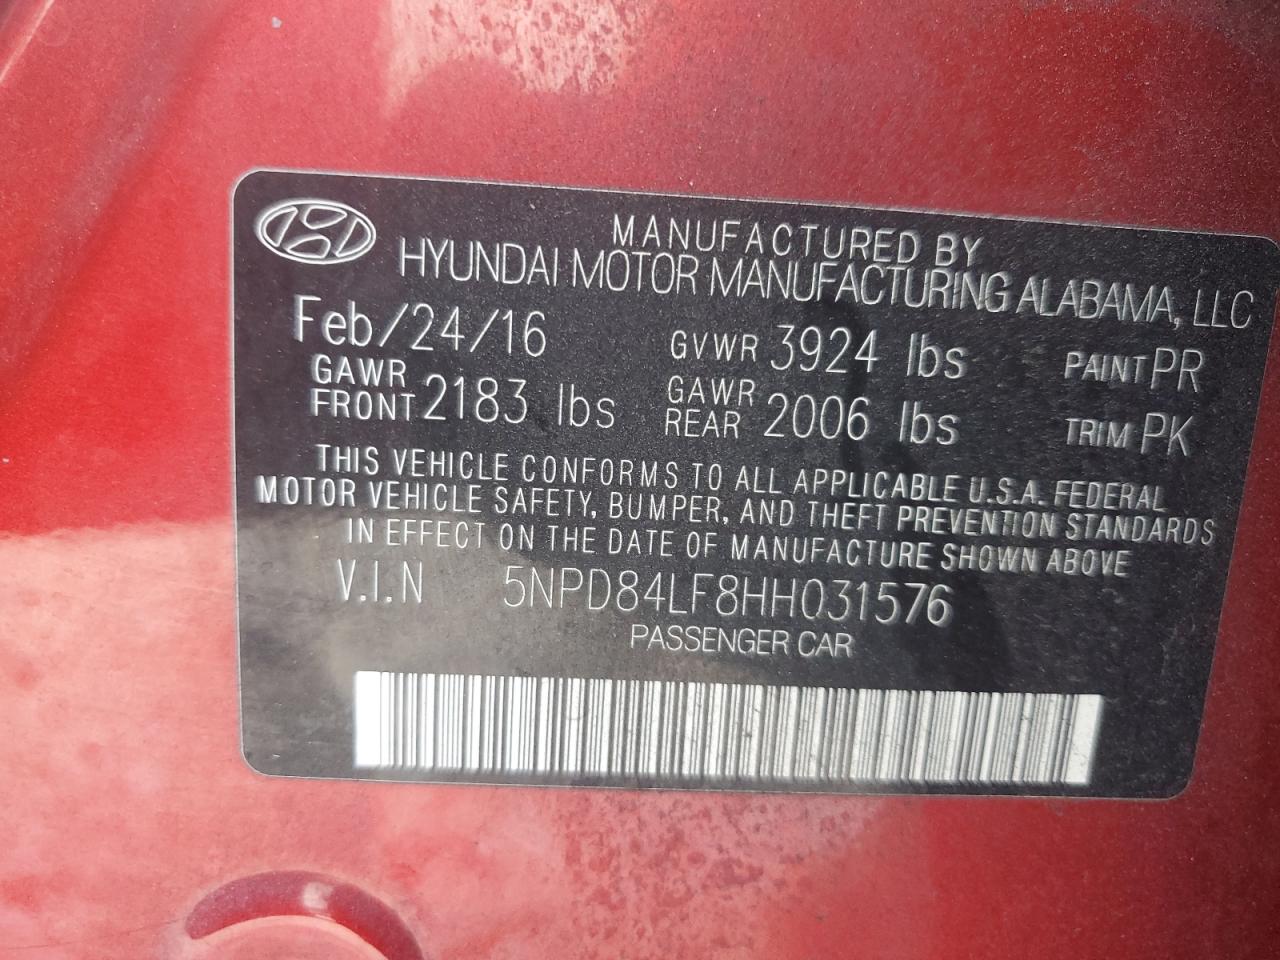 MANUFACTURED BY
HYUNDAI MOTOR MANUFACTURING ALABAMA, LLC
Feb/24/16 GVWR 3924 lbs PAINT PR
GAWR FRONT 2183 lbs GAWR REAR 2006 lbs TRIM PK
THIS VEHICLE CONFORMS TO ALL APPLICABLE U.S.A. FEDERAL
MOTOR VEHICLE SAFETY, BUMPER, AND THEFT PREVENTION STANDARDS
IN EFFECT ON THE DATE OF MANUFACTURE SHOWN ABOVE
V.I.N 5NPD84LF8HH031576
PASSENGER CAR